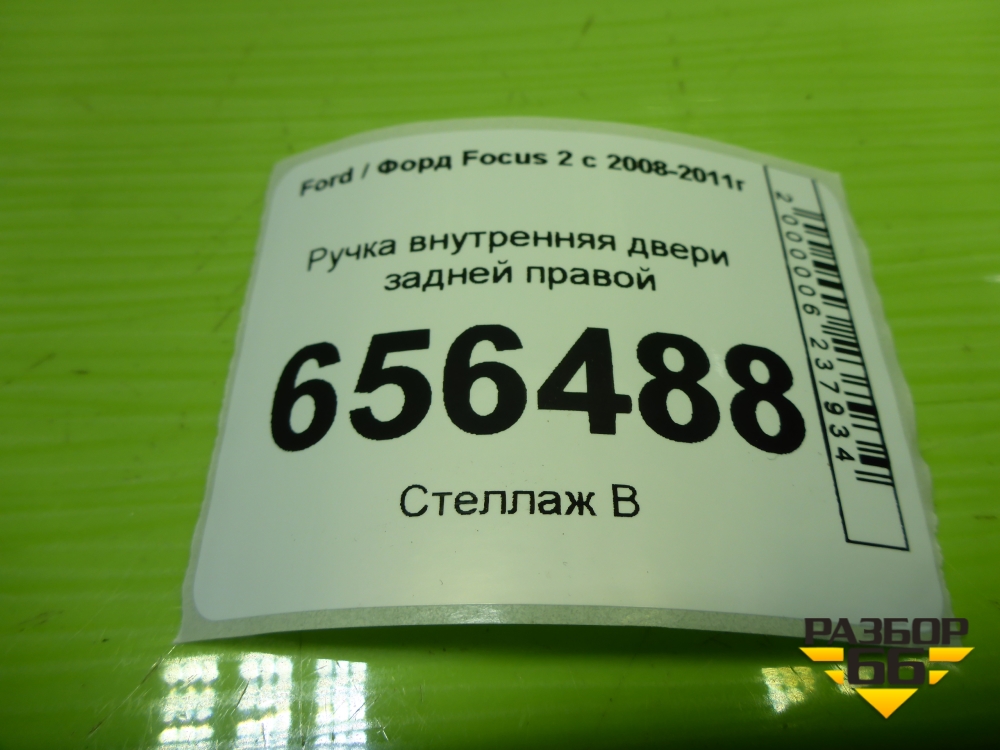 Ford / Форд Focus 2 с 2008-2011г
Ручка внутренняя двери
задней правой
656488
Стеллаж В
2000006237934
РАЗБОР
66